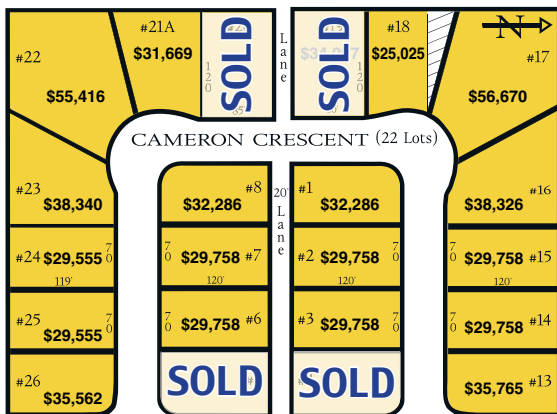 #22
$55,416
#21A
$31,669
120
SOLD
Lane
SOLD
120
#18
$25,025
N
#17
$56,670
CAMERON CRESCENT (22 Lots)
#23
$38,340
#8
$32,286
20'
Lane
#1
$32,286
#16
$38,326
#24 $29,555 70
119'
70 $29,758 #7
120'
#2 $29,758 70
120'
70 $29,758 #15
120'
#25 $29,555 70
70 $29,758 #6
#3 $29,758 70
70 $29,758 #14
#26
$35,562
SOLD
SOLD
$35,765 #13